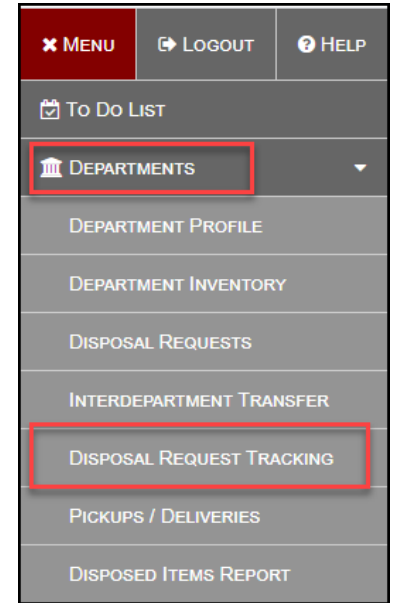 MENU LOGOUT HELP
TO DO LIST
DEPARTMENTS
DEPARTMENT PROFILE
DEPARTMENT INVENTORY
DISPOSAL REQUESTS
INTERDEPARTMENT TRANSFER
DISPOSAL REQUEST TRACKING
PICKUPS / DELIVERIES
DISPOSED ITEMS REPORT